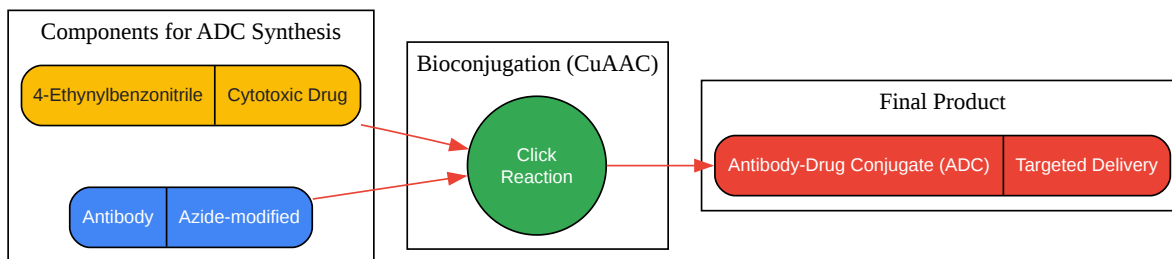 Components for ADC Synthesis
4-Ethynylbenzonitrile
Cytotoxic Drug
Antibody
Azide-modified
Bioconjugation (CuAAC)
Click
Reaction
Final Product
Antibody-Drug Conjugate (ADC)
Targeted Delivery